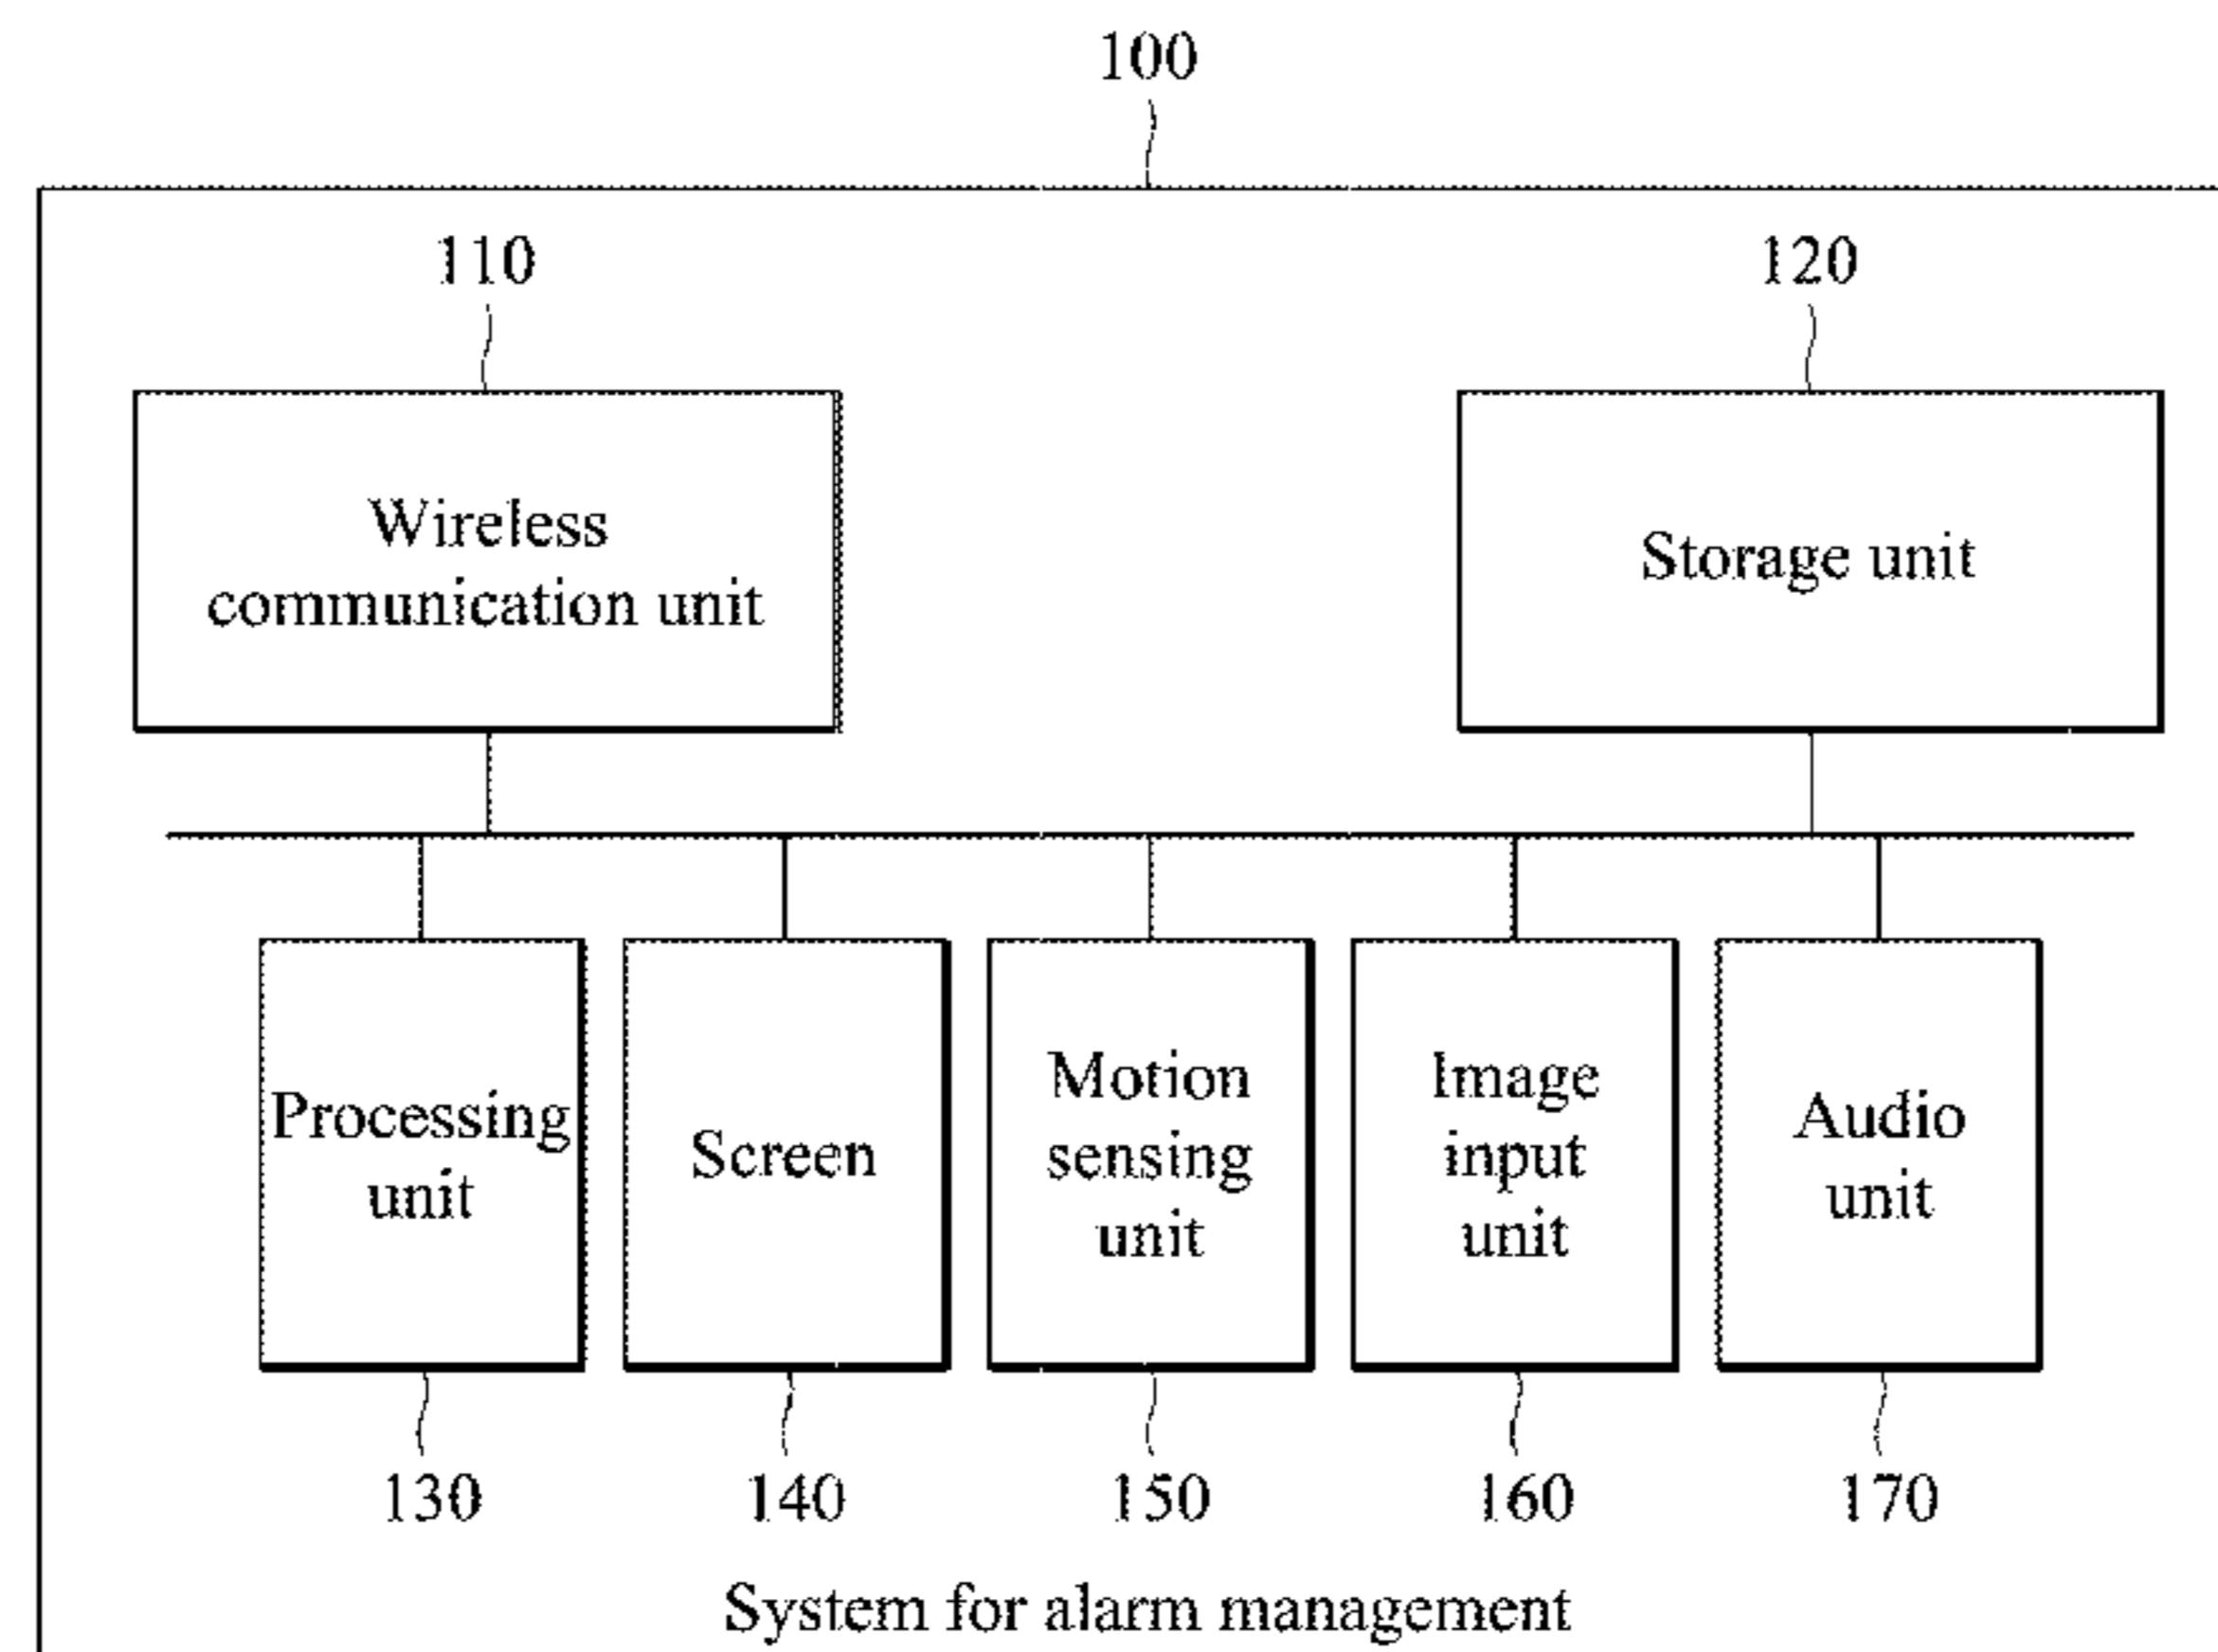 100
110
120
Wireless
communication unit
Storage unit
Processing
unit
Screen
Motion
sensing
unit
Image
input
unit
Audio
unit
130
140
150
160
170
System for alarm management